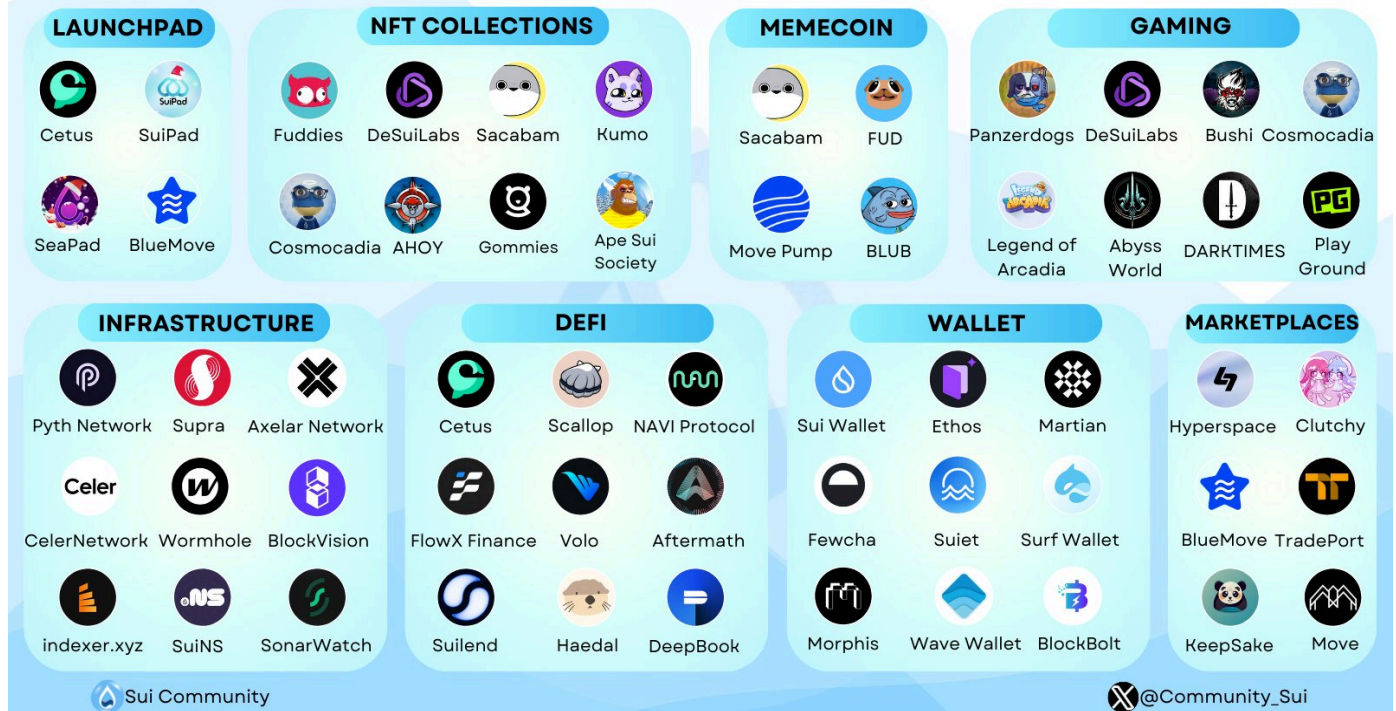 LAUNCHPAD
Cetus
SuiPad
SuiPad
SeaPad
BlueMove
NFT COLLECTIONS
Fuddies
DeSuiLabs
Sacabam
Kumo
Cosmocadia
AHOY
Gommies
Ape Sui
Society
MEMECOIN
Sacabam
FUD
Move Pump
BLUB
GAMING
Panzerdogs
DeSuiLabs
Bushi
Cosmocadia
LEGEND OF
ARCADIA
Legend of
Arcadia
Abyss
World
DARKTIMES
PG
Play
Ground
INFRASTRUCTURE
Pyth Network
Supra
Axelar Network
Celer
CelerNetwork
Wormhole
BlockVision
indexer.xyz
NS
SuiNS
SonarWatch
DEFI
Cetus
Scallop
NAVI Protocol
FlowX Finance
Volo
Aftermath
Suilend
Haedal
DeepBook
WALLET
Sui Wallet
Ethos
Martian
Fewcha
Suiet
Surf Wallet
Morphis
Wave Wallet
BlockBolt
MARKETPLACES
Hyperspace
Clutchy
BlueMove
TradePort
KeepSake
Move
Sui Community
@Community_Sui